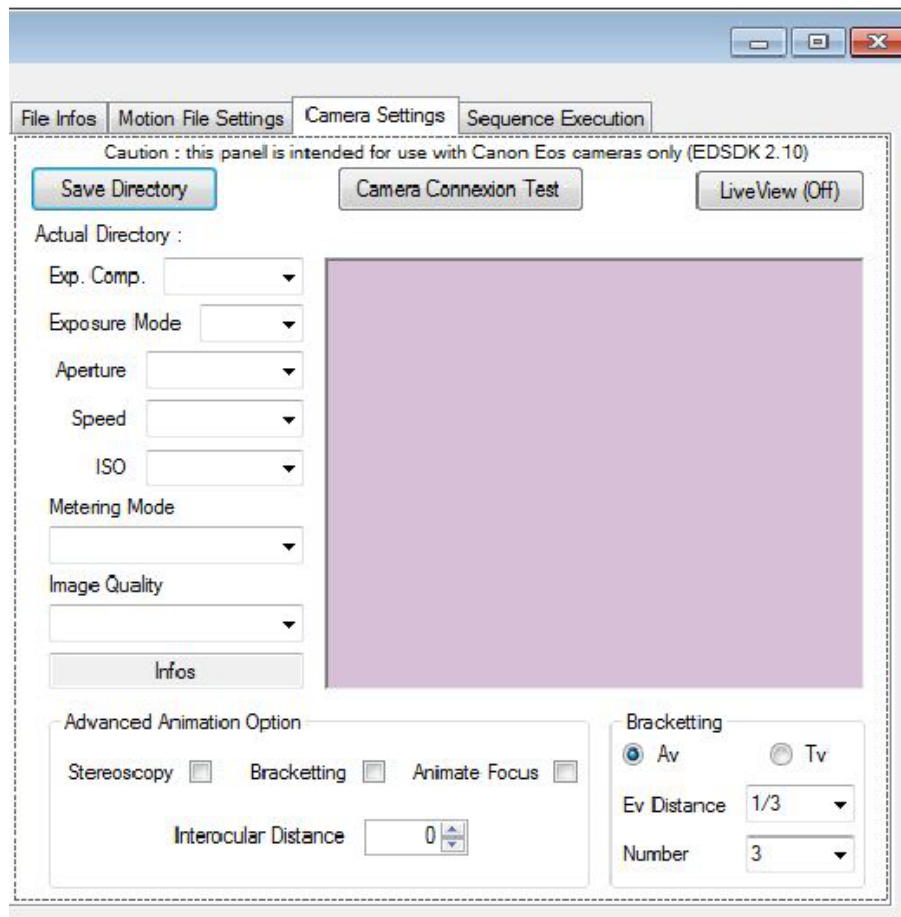 File Infos Motion File Settings Camera Settings Sequence Execution
Caution : this panel is intended for use with Canon Eos cameras only (EDSDK 2.10)
Save Directory Camera Connexion Test LiveView (Off)
Actual Directory :
Exp. Comp.
Exposure Mode
Aperture
Speed
ISO
Metering Mode
Image Quality
Infos
Advanced Animation Option
Stereoscopy Bracketting Animate Focus
Interocular Distance 0
Bracketting
Av Tv
Ev Distance 1/3
Number 3